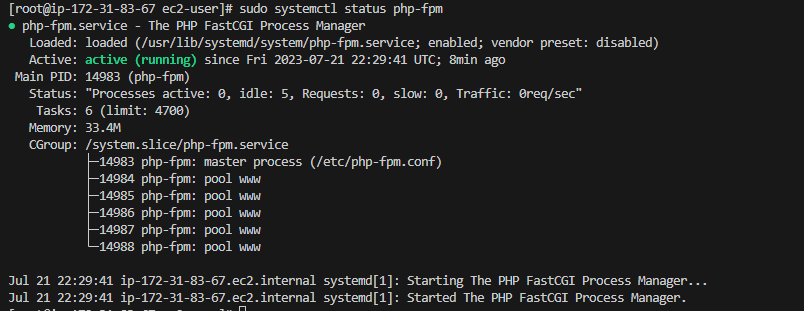 [root@ip-172-31-83-67 ec2-user]# sudo systemctl status php-fpm
● php-fpm.service - The PHP FastCGI Process Manager
   Loaded: loaded (/usr/lib/systemd/system/php-fpm.service; enabled; vendor preset: disabled)
   Active: active (running) since Fri 2023-07-21 22:29:41 UTC; 8min ago
 Main PID: 14983 (php-fpm)
   Status: "Processes active: 0, idle: 5, Requests: 0, slow: 0, Traffic: 0req/sec"
    Tasks: 6 (limit: 4700)
   Memory: 33.4M
   CGroup: /system.slice/php-fpm.service
           ├─14983 php-fpm: master process (/etc/php-fpm.conf)
           ├─14984 php-fpm: pool www
           ├─14985 php-fpm: pool www
           ├─14986 php-fpm: pool www
           ├─14987 php-fpm: pool www
           └─14988 php-fpm: pool www

Jul 21 22:29:41 ip-172-31-83-67.ec2.internal systemd[1]: Starting The PHP FastCGI Process Manager...
Jul 21 22:29:41 ip-172-31-83-67.ec2.internal systemd[1]: Started The PHP FastCGI Process Manager.